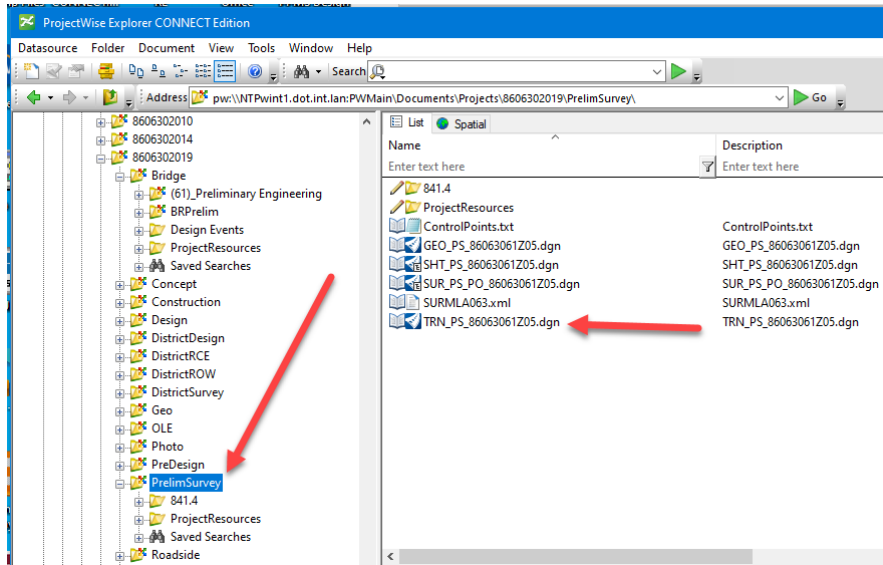 ProjectWise Explorer CONNECT Edition
Datasource Folder Document View Tools Window Help
Search
Address pw:\\NTPwint1.dot.int.lan:PWMain\Documents\Projects\8606302019\PrelimSurvey\ Go
8606302010
8606302014
8606302019
Bridge
(61)_Preliminary Engineering
BRPrelim
Design Events
ProjectResources
Saved Searches
Concept
Construction
Design
DistrictDesign
DistrictRCE
DistrictROW
DistrictSurvey
Geo
OLE
Photo
PreDesign
PrelimSurvey
841.4
ProjectResources
Saved Searches
Roadside
List Spatial
Name Description
Enter text here Enter text here
841.4
ProjectResources
ControlPoints.txt ControlPoints.txt
GEO_PS_86063061Z05.dgn GEO_PS_86063061Z05.dgn
SHT_PS_86063061Z05.dgn SHT_PS_86063061Z05.dgn
SUR_PS_PO_86063061Z05.dgn SUR_PS_PO_86063061Z05.dgn
SURMLA063.xml SURMLA063.xml
TRN_PS_86063061Z05.dgn TRN_PS_86063061Z05.dgn